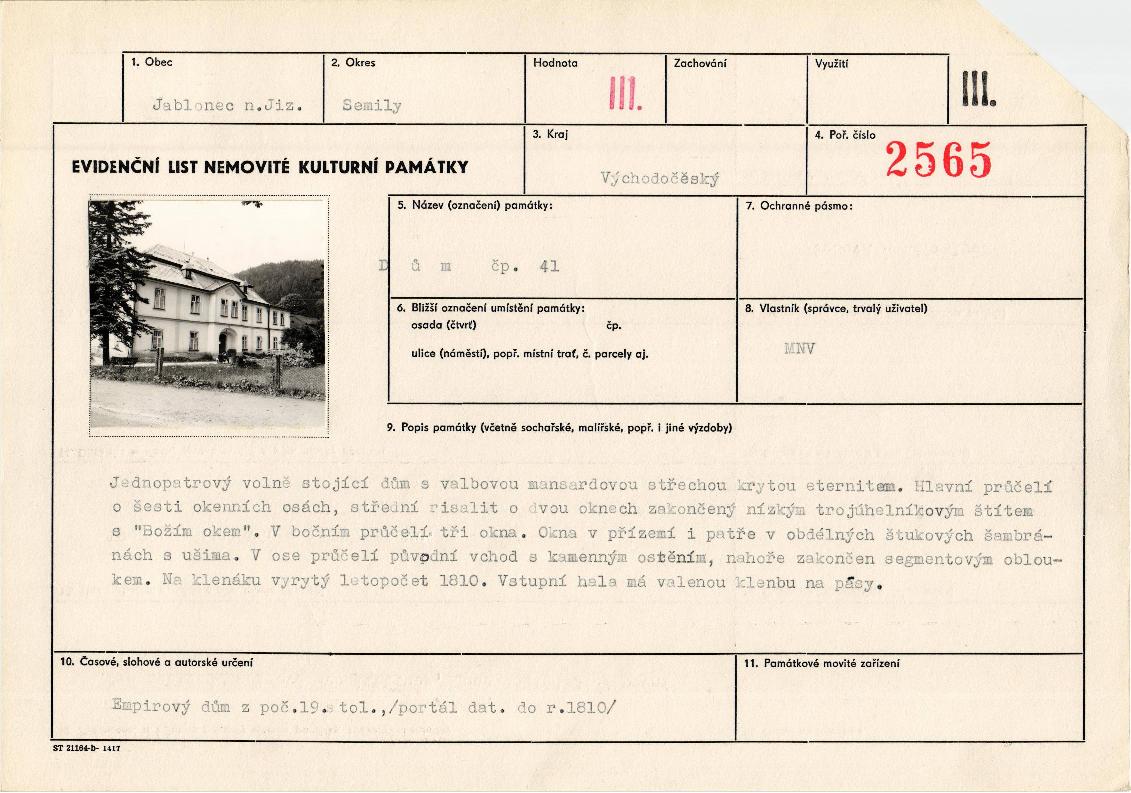 1. Obec
Jablonec n.Jiz.
2. Okres
Semily
Hodnota
III.
Zachování
Využití
III.
EVIDENČNÍ LIST NEMOVITÉ KULTURNÍ PAMÁTKY
3. Kraj
Východočeský
4. Poř. číslo
2565
5. Název (označení) památky:
D ů m čp. 41
7. Ochranné pásmo:
6. Bližší označení umístění památky:
osada (čtvrť) čp.
ulice (náměstí), popř. místní trať, č. parcely aj.
8. Vlastník (správce, trvalý uživatel)
MNV
9. Popis památky (včetně sochařské, malířské, popř. i jiné výzdoby)
Jednopatrový volně stojící dům s valbovou mansardovou střechou krytou eternitem. Hlavní průčelí
o šesti okenních osách, střední risalit o dvou oknech zakončený nízkým trojúhelníkovým štítem
s "Božím okem". V bočním průčelí tři okna. Okna v přízemí i patře v obdélných štukových šambrá-
nách s ušima. V ose průčelí původní vchod s kamenným ostěním, nahoře zakončen segmentovým oblou-
kem. Na klenáku vyrytý letopočet 1810. Vstupní hala má valenou klenbu na pásy.
10. Časové, slohové a autorské určení
Empirový dům z poč.19.stol.,/portál dat. do r.1810/
11. Památkové movité zařízení
ST 21164-b- 1417